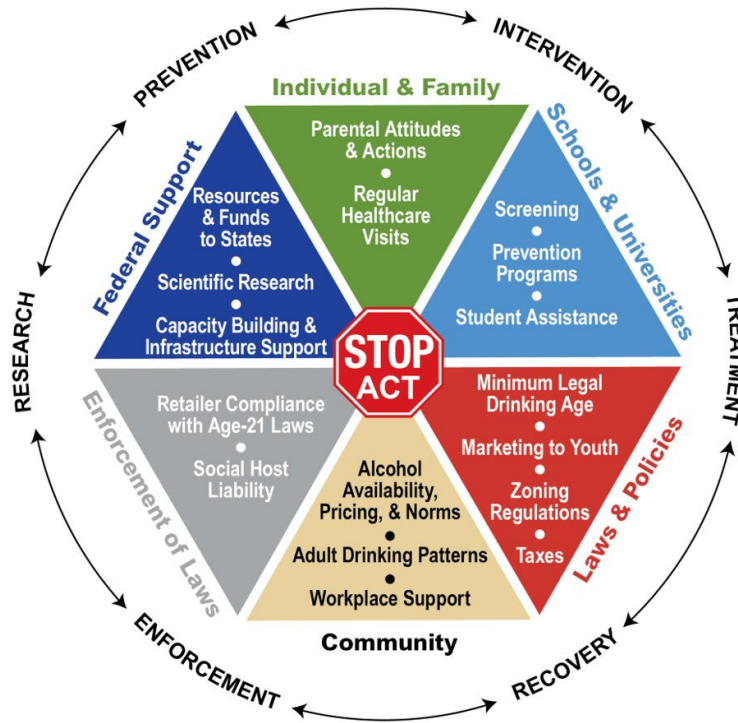 PREVENTION
INTERVENTION
TREATMENT
RECOVERY
ENFORCEMENT
RESEARCH
Individual & Family
Parental Attitudes
& Actions
Regular
Healthcare
Visits
Schools & Universities
Screening
Prevention
Programs
Student Assistance
Laws & Policies
Minimum Legal
Drinking Age
Marketing to Youth
Zoning
Regulations
Taxes
Community
Alcohol
Availability,
Pricing, & Norms
Adult Drinking Patterns
Workplace Support
Enforcement of Laws
Retailer Compliance
with Age-21 Laws
Social Host
Liability
Federal Support
Resources
& Funds
to States
Scientific Research
Capacity Building &
Infrastructure Support
STOP
ACT